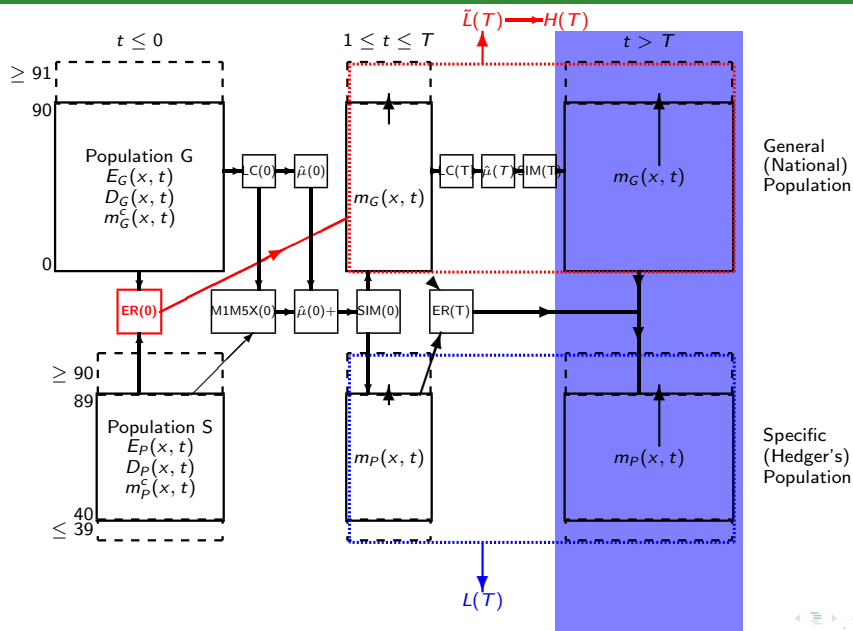 L̃(T) → H(T)
t ≤ 0
1 ≤ t ≤ T
t > T
≥ 91
90
Population G
E_G(x, t)
D_G(x, t)
m^c_G(x, t)
0
LC(0)
μ̂(0)
m_G(x, t)
LC(T)
μ̂(T)
SIM(T)
m_G(x, t)
General
(National)
Population
ER(0)
M1M5X(0)
μ̂(0)+
SIM(0)
ER(T)
≥ 90
89
Population S
E_P(x, t)
D_P(x, t)
m^c_P(x, t)
40
≤ 39
m_P(x, t)
m_P(x, t)
Specific
(Hedger's)
Population
L(T)